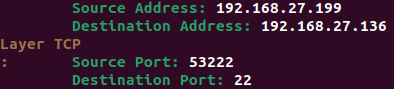 Source Address: 192.168.27.199
Destination Address: 192.168.27.136
Layer TCP
: Source Port: 53222
Destination Port: 22